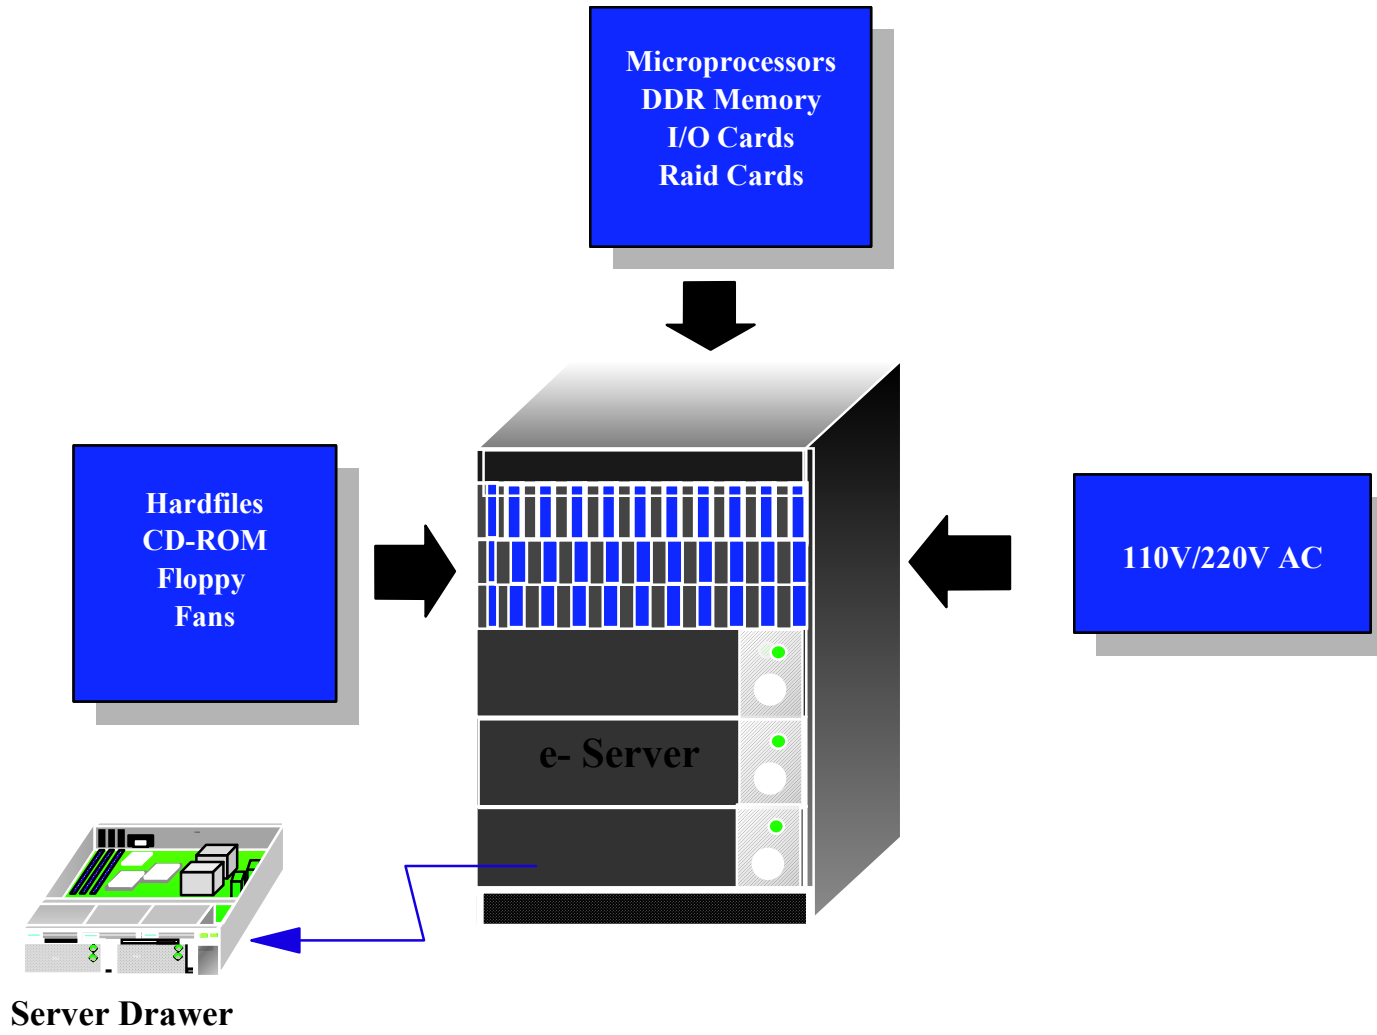 Microprocessors
DDR Memory
I/O Cards
Raid Cards
Hardfiles
CD-ROM
Floppy
Fans
110V/220V AC
e- Server
Server Drawer